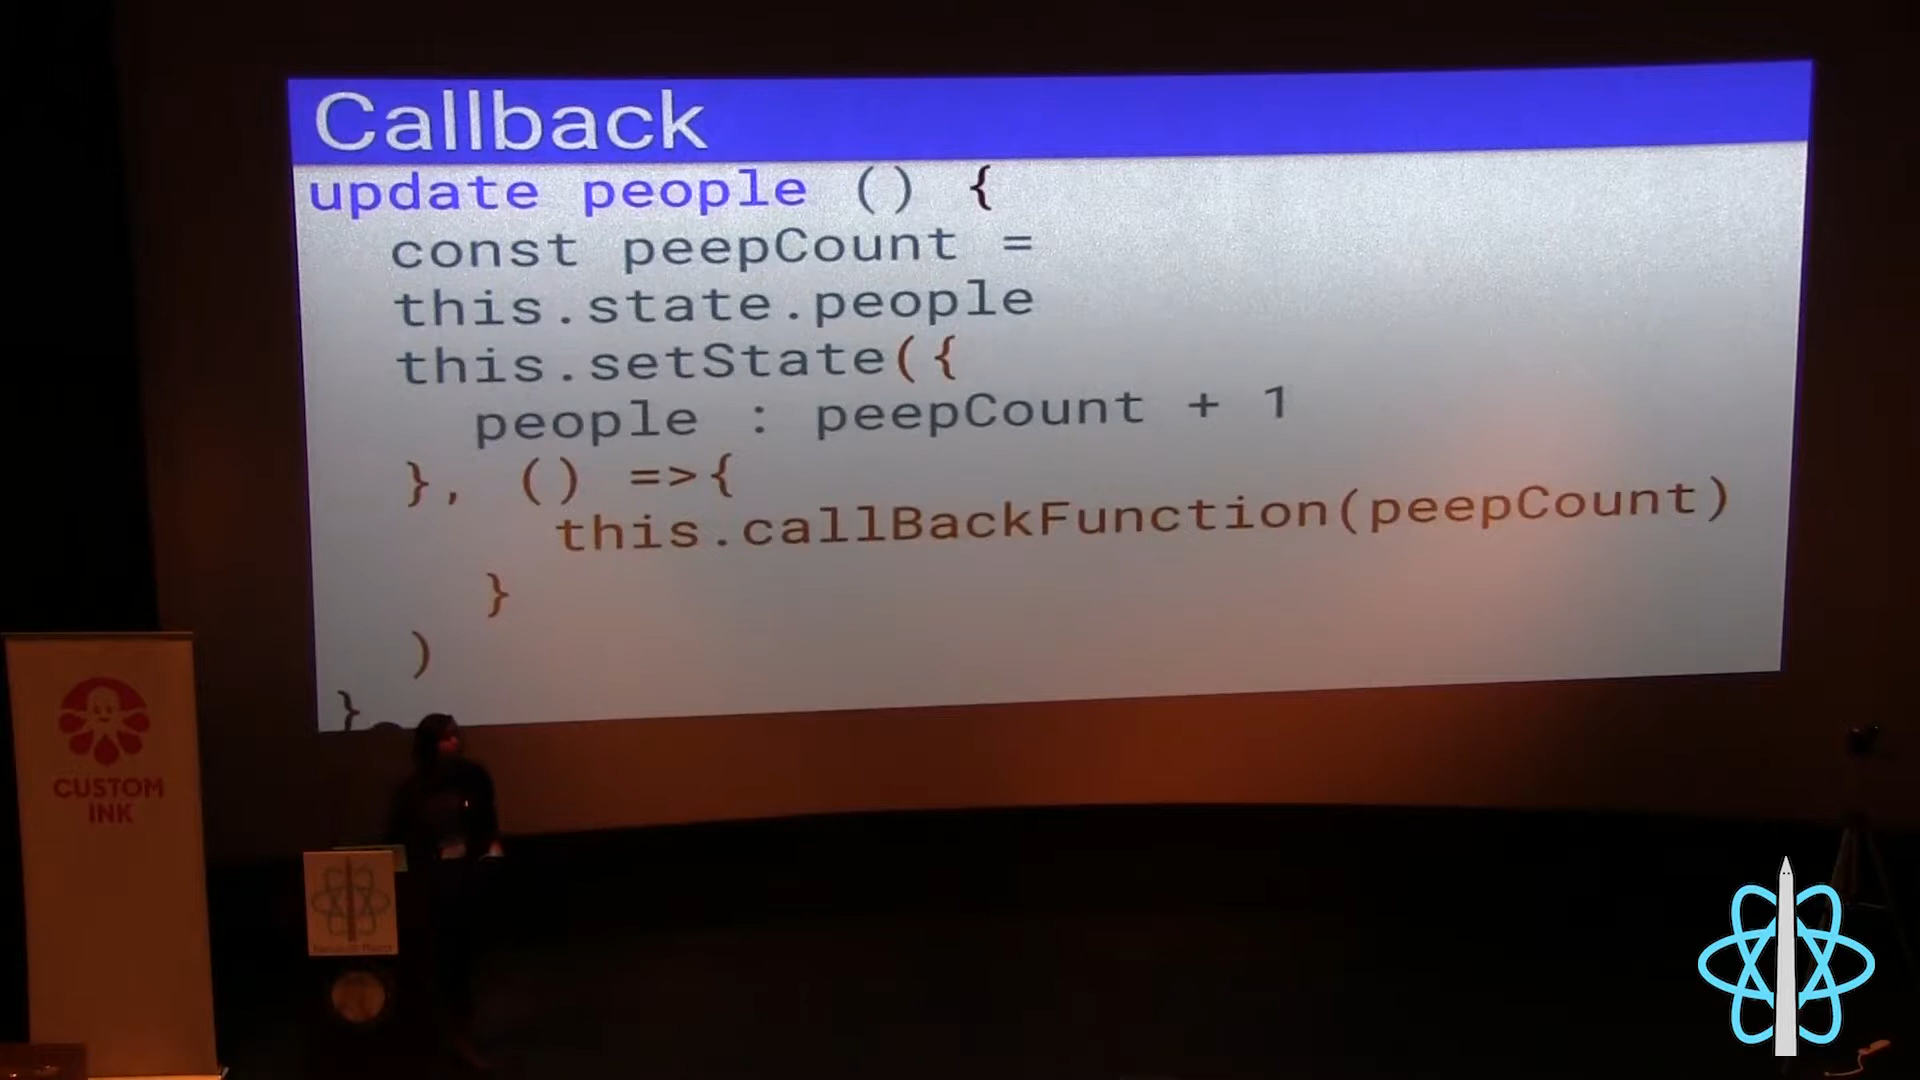 Callback
update people () {
const peepCount =
this.state.people
this.setState({
people : peepCount + 1
}, () =>{
this.callBackFunction(peepCount)
}
)
}
CUSTOM
INK